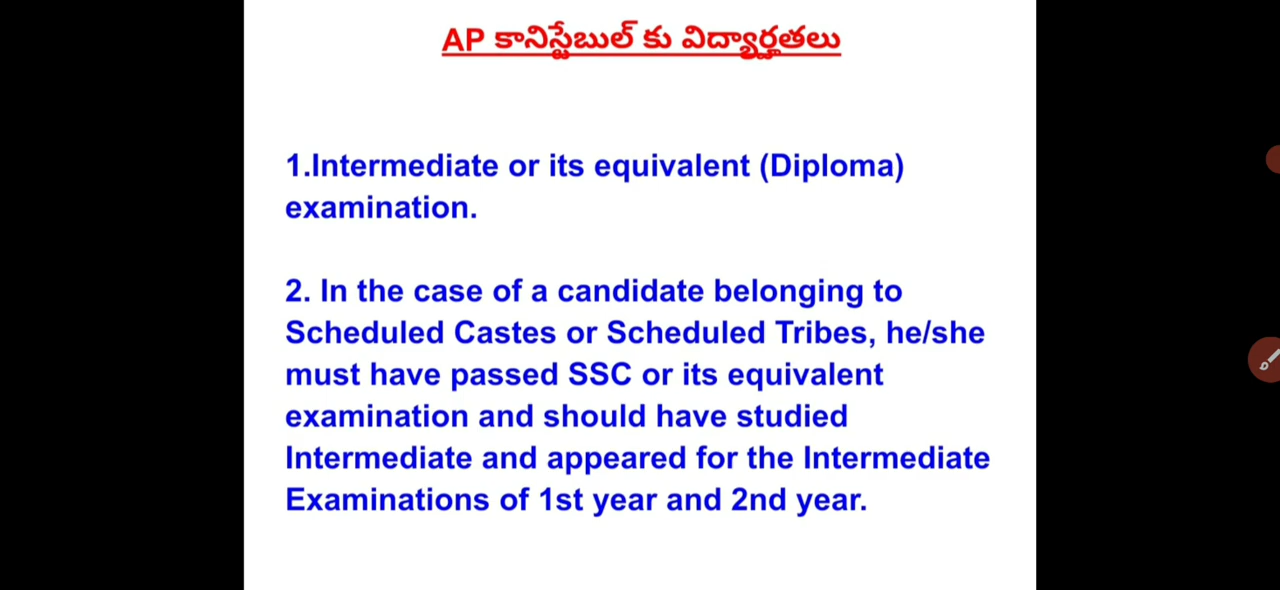 AP కానిస్టేబుల్ కు విద్యార్హతలు
1.Intermediate or its equivalent (Diploma)
examination.
2. In the case of a candidate belonging to
Scheduled Castes or Scheduled Tribes, he/she
must have passed SSC or its equivalent
examination and should have studied
Intermediate and appeared for the Intermediate
Examinations of 1st year and 2nd year.